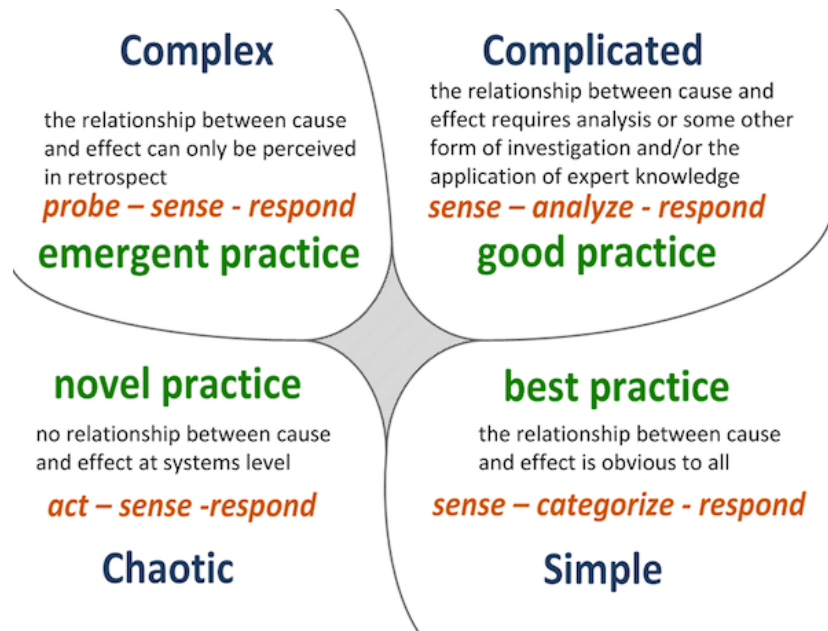 Complex
the relationship between cause
and effect can only be perceived
in retrospect
probe – sense - respond
emergent practice
Complicated
the relationship between cause and
effect requires analysis or some other
form of investigation and/or the
application of expert knowledge
sense – analyze - respond
good practice
novel practice
no relationship between cause
and effect at systems level
act – sense -respond
Chaotic
best practice
the relationship between cause
and effect is obvious to all
sense – categorize - respond
Simple